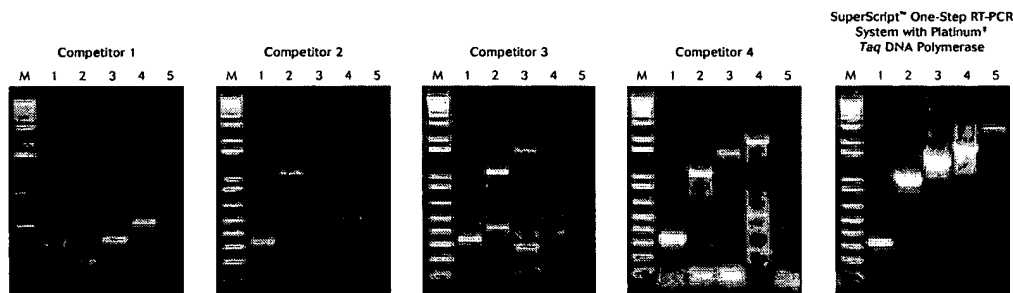 SuperScript™ One-Step RT-PCR
System with Platinum‡
Taq DNA Polymerase
Competitor 1
M 1 2 3 4 5
Competitor 2
M 1 2 3 4 5
Competitor 3
M 1 2 3 4 5
Competitor 4
M 1 2 3 4 5
M 1 2 3 4 5